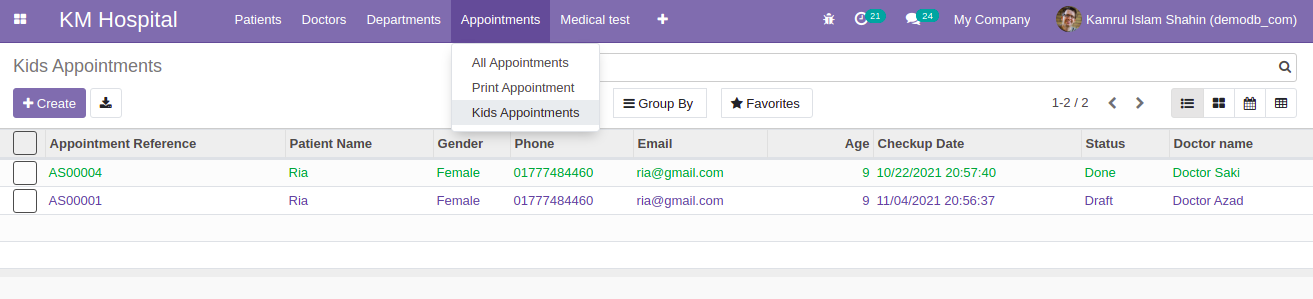 KM Hospital Patients Doctors Departments Appointments Medical test 21 24 My Company Kamrul Islam Shahin (demodb_com)
Kids Appointments
All Appointments
Print Appointment
Kids Appointments
Create Group By Favorites 1-2 / 2
Appointment Reference Patient Name Gender Phone Email Age Checkup Date Status Doctor name
AS00004 Ria Female 01777484460 ria@gmail.com 9 10/22/2021 20:57:40 Done Doctor Saki
AS00001 Ria Female 01777484460 ria@gmail.com 9 11/04/2021 20:56:37 Draft Doctor Azad